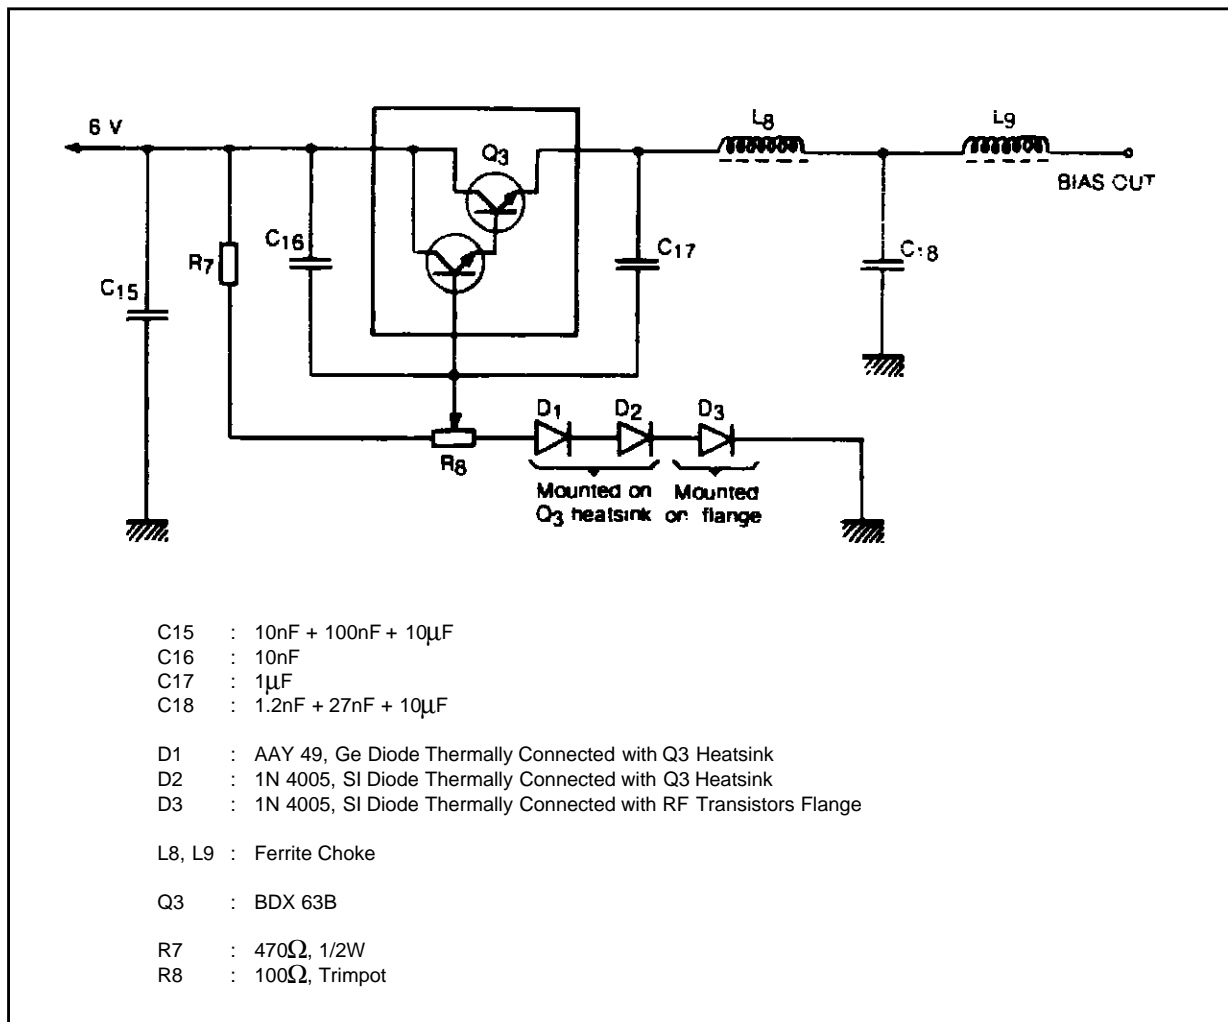 6 V
Q3
L8
L9
BIAS OUT
C16
R7
C17
C18
C15
D1 D2 D3
R8
Mounted on Mounted
Q3 heatsink on flange
C15 : 10nF + 100nF + 10μF
C16 : 10nF
C17 : 1μF
C18 : 1.2nF + 27nF + 10μF
D1 : AAY 49, Ge Diode Thermally Connected with Q3 Heatsink
D2 : 1N 4005, SI Diode Thermally Connected with Q3 Heatsink
D3 : 1N 4005, SI Diode Thermally Connected with RF Transistors Flange
L8, L9 : Ferrite Choke
Q3 : BDX 63B
R7 : 470Ω, 1/2W
R8 : 100Ω, Trimpot